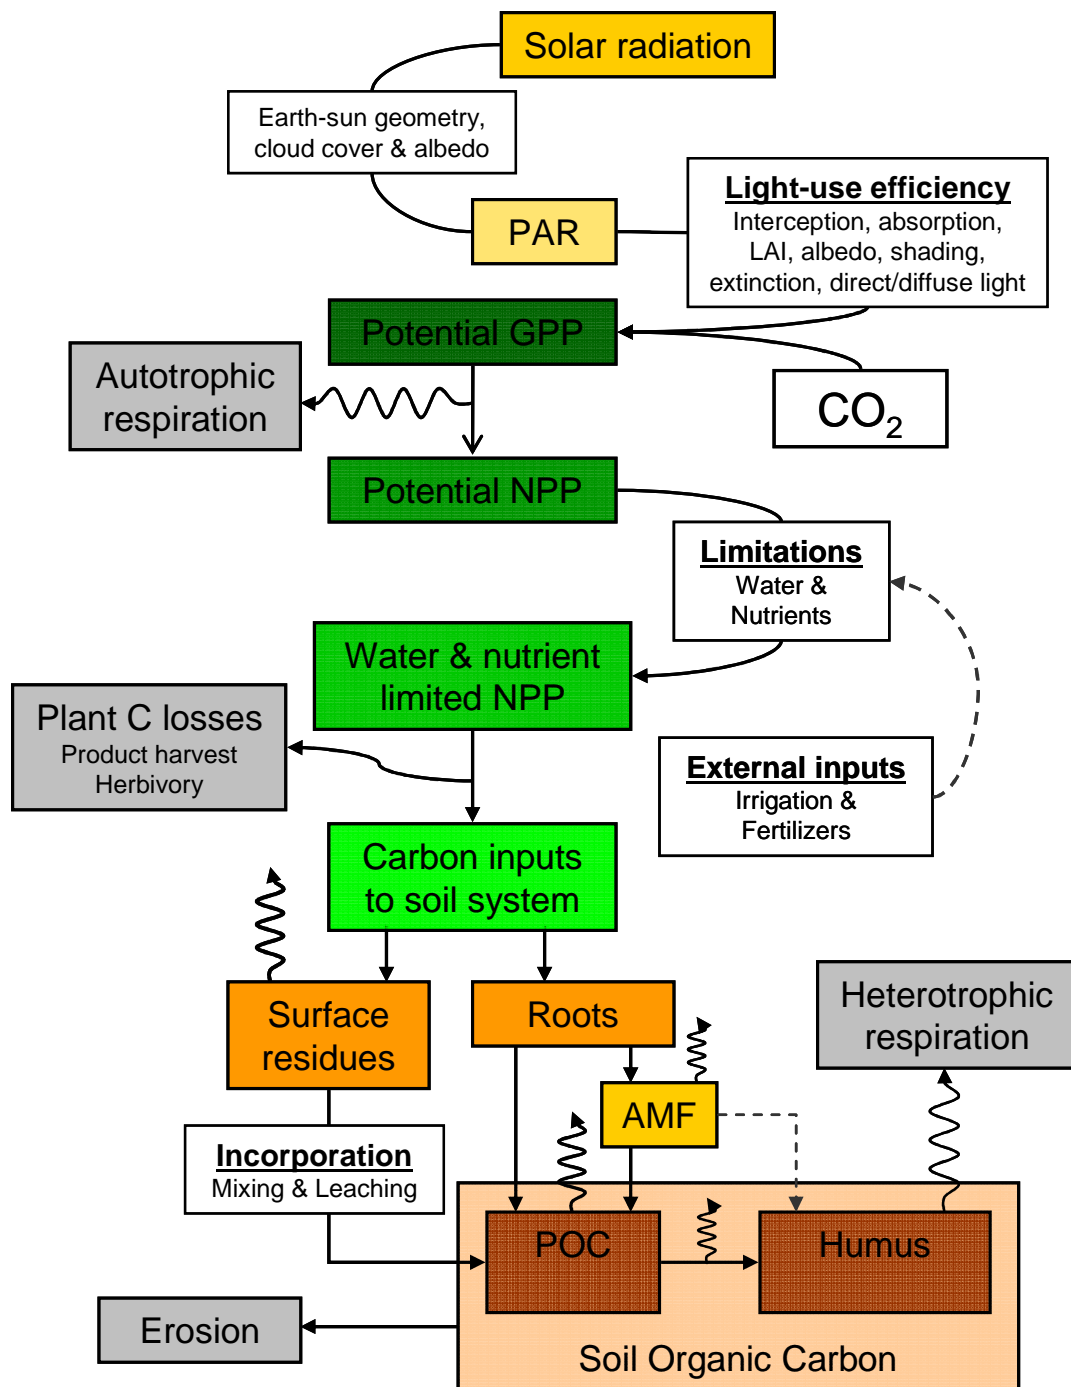 Solar radiation
Earth-sun geometry,
cloud cover & albedo
Light-use efficiency
Interception, absorption,
LAI, albedo, shading,
extinction, direct/diffuse light
PAR
Potential GPP
Autotrophic
respiration
CO₂
Potential NPP
Limitations
Water &
Nutrients
Water & nutrient
limited NPP
Plant C losses
Product harvest
Herbivory
External inputs
Irrigation &
Fertilizers
Carbon inputs
to soil system
Surface
residues
Roots
Heterotrophic
respiration
AMF
Incorporation
Mixing & Leaching
POC
Humus
Erosion
Soil Organic Carbon